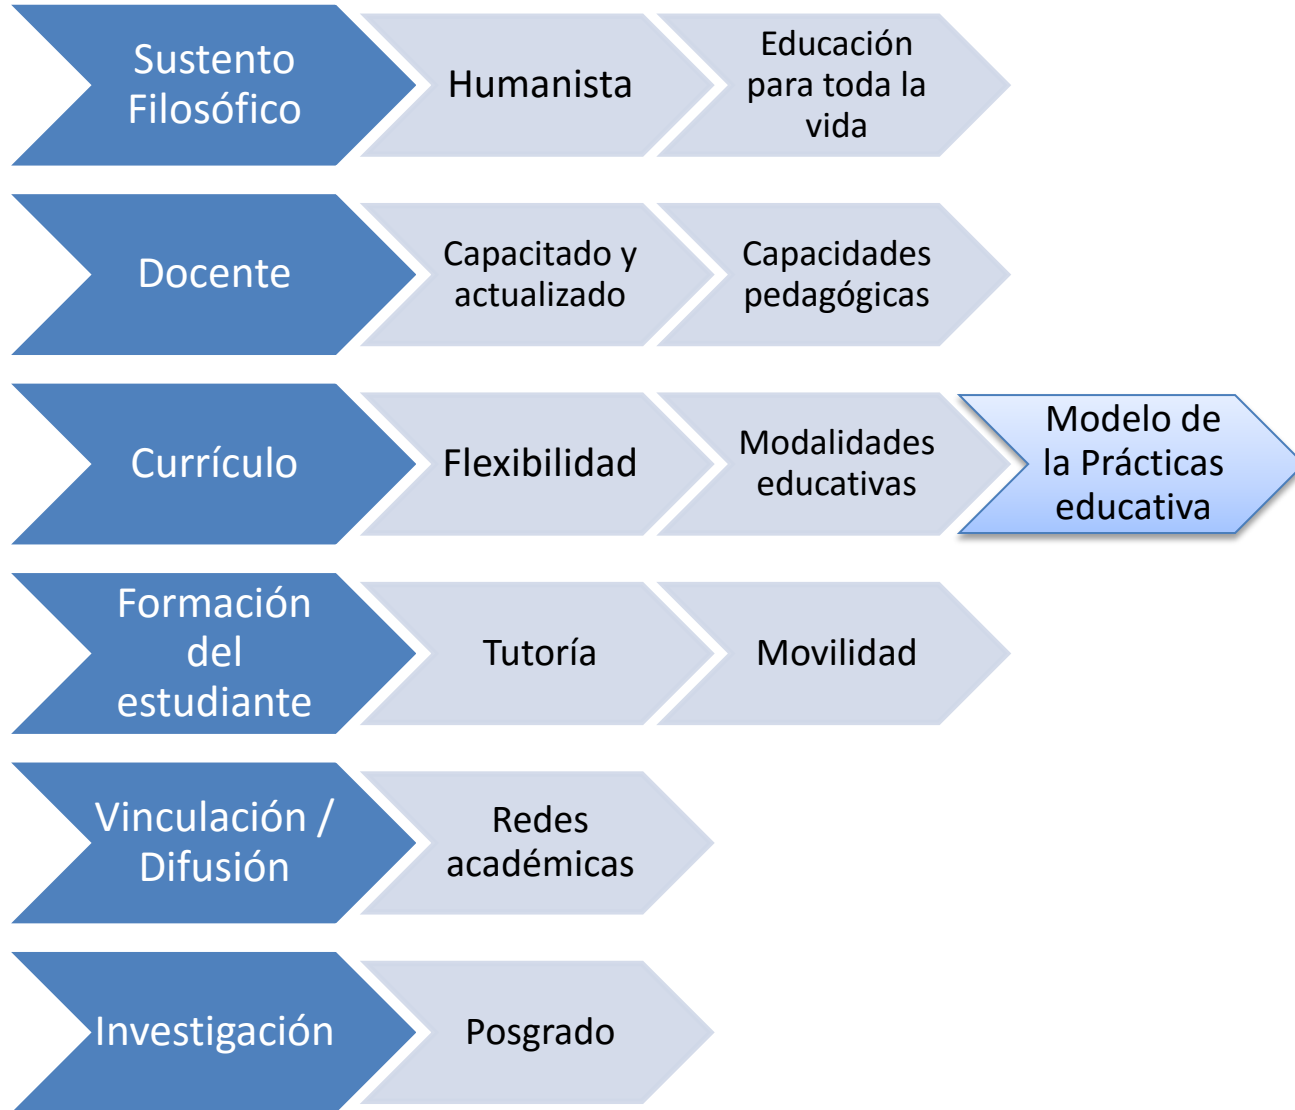 Sustento
Filosófico
Humanista
Educación
para toda la
vida
Docente
Capacitado y
actualizado
Capacidades
pedagógicas
Currículo
Flexibilidad
Modalidades
educativas
Modelo de
la Prácticas
educativa
Formación
del
estudiante
Tutoría
Movilidad
Vinculación /
Difusión
Redes
académicas
Investigación
Posgrado